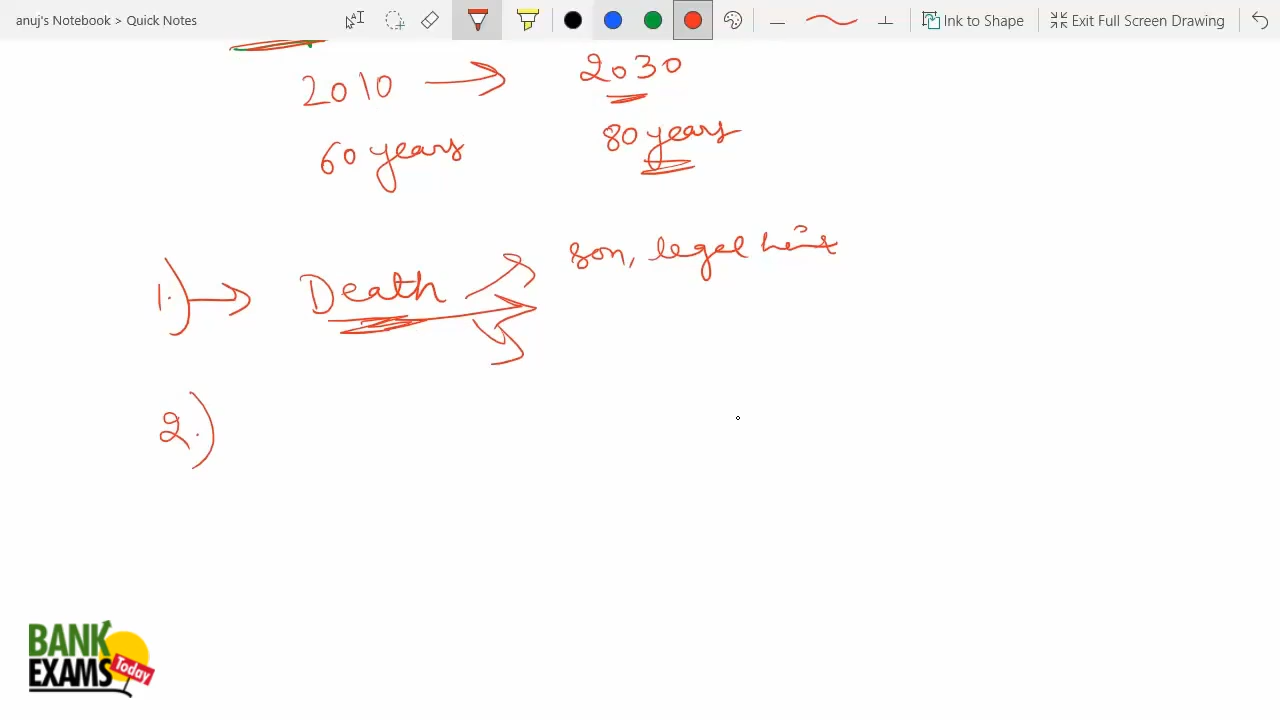 anuj's Notebook > Quick Notes
Ink to Shape
Exit Full Screen Drawing
2010 → 2030
60 years 80 years
1.) → Death son, legal heir
2.)
BANK
EXAMS
Today